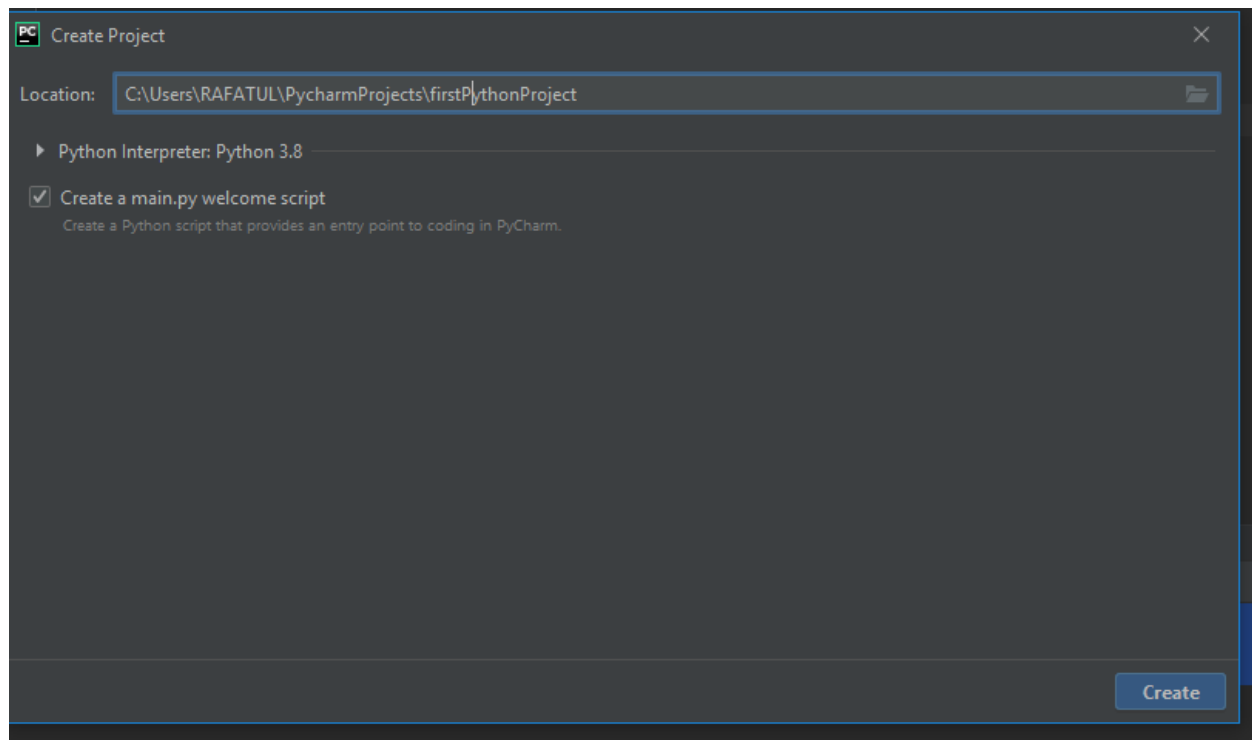 PC Create Project
Location: C:\Users\RAFATUL\PycharmProjects\firstPythonProject
Python Interpreter: Python 3.8
Create a main.py welcome script
Create a Python script that provides an entry point to coding in PyCharm.
Create